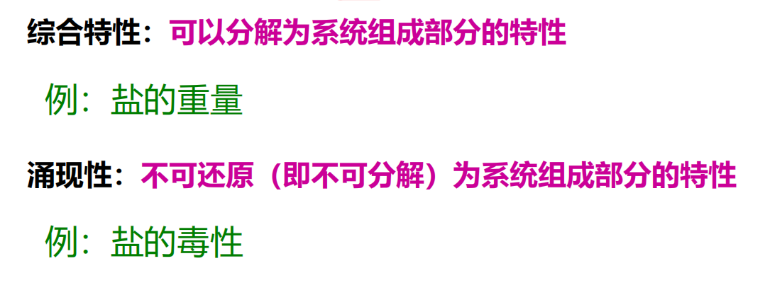 综合特性：可以分解为系统组成部分的特性
例：盐的重量
涌现性：不可还原（即不可分解）为系统组成部分的特性
例：盐的毒性